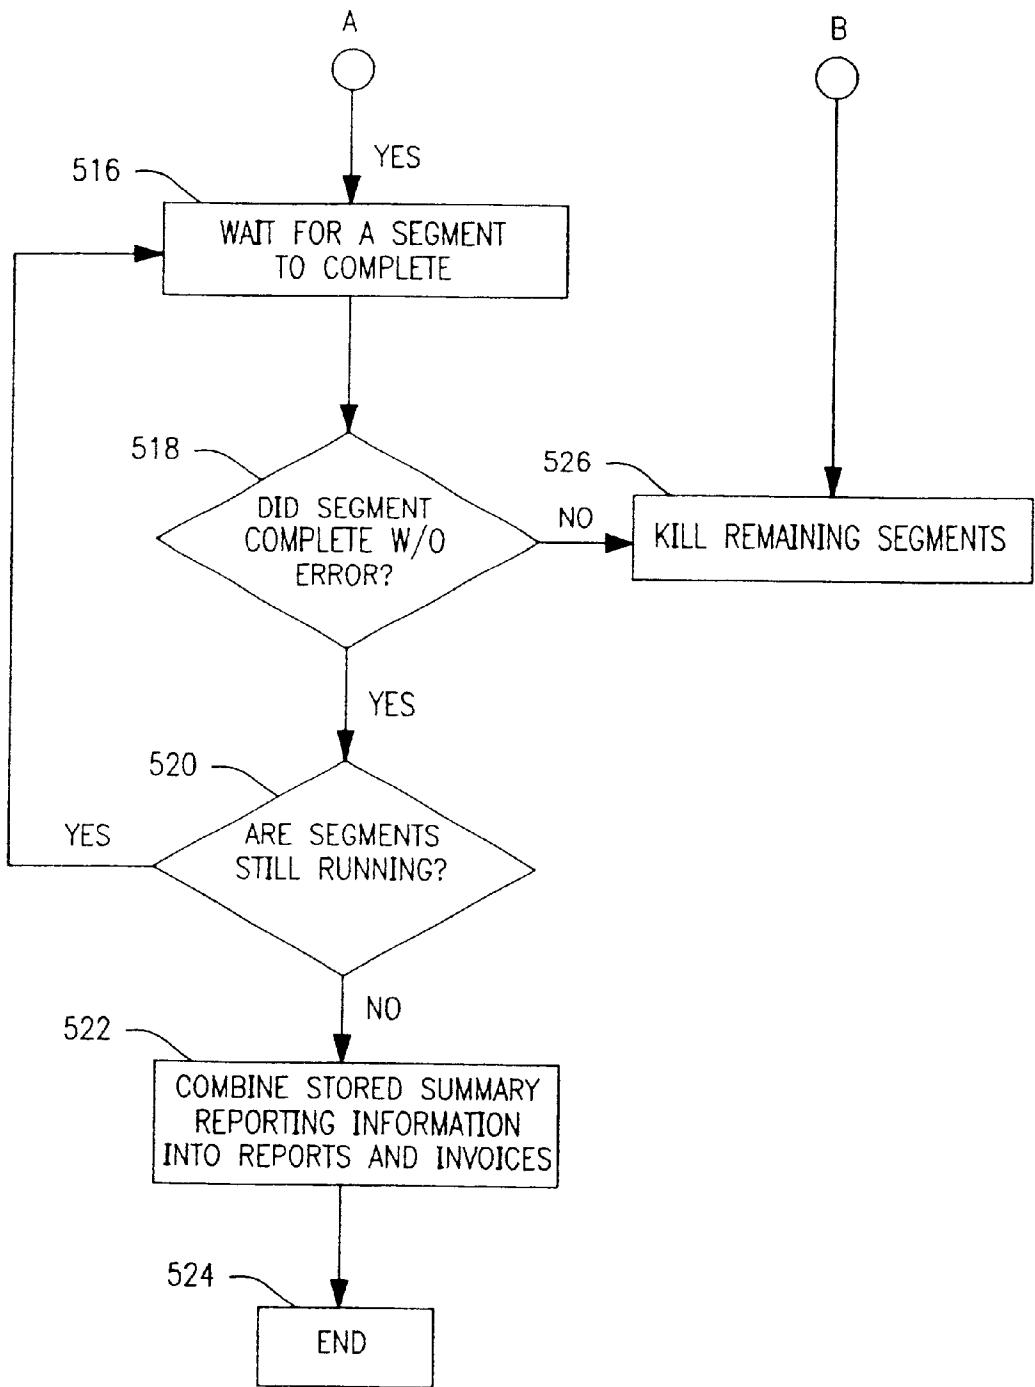 A
B
YES
516
WAIT FOR A SEGMENT
TO COMPLETE
518
DID SEGMENT
COMPLETE W/O
ERROR?
NO
526
KILL REMAINING SEGMENTS
YES
520
ARE SEGMENTS
STILL RUNNING?
YES
NO
522
COMBINE STORED SUMMARY
REPORTING INFORMATION
INTO REPORTS AND INVOICES
524
END